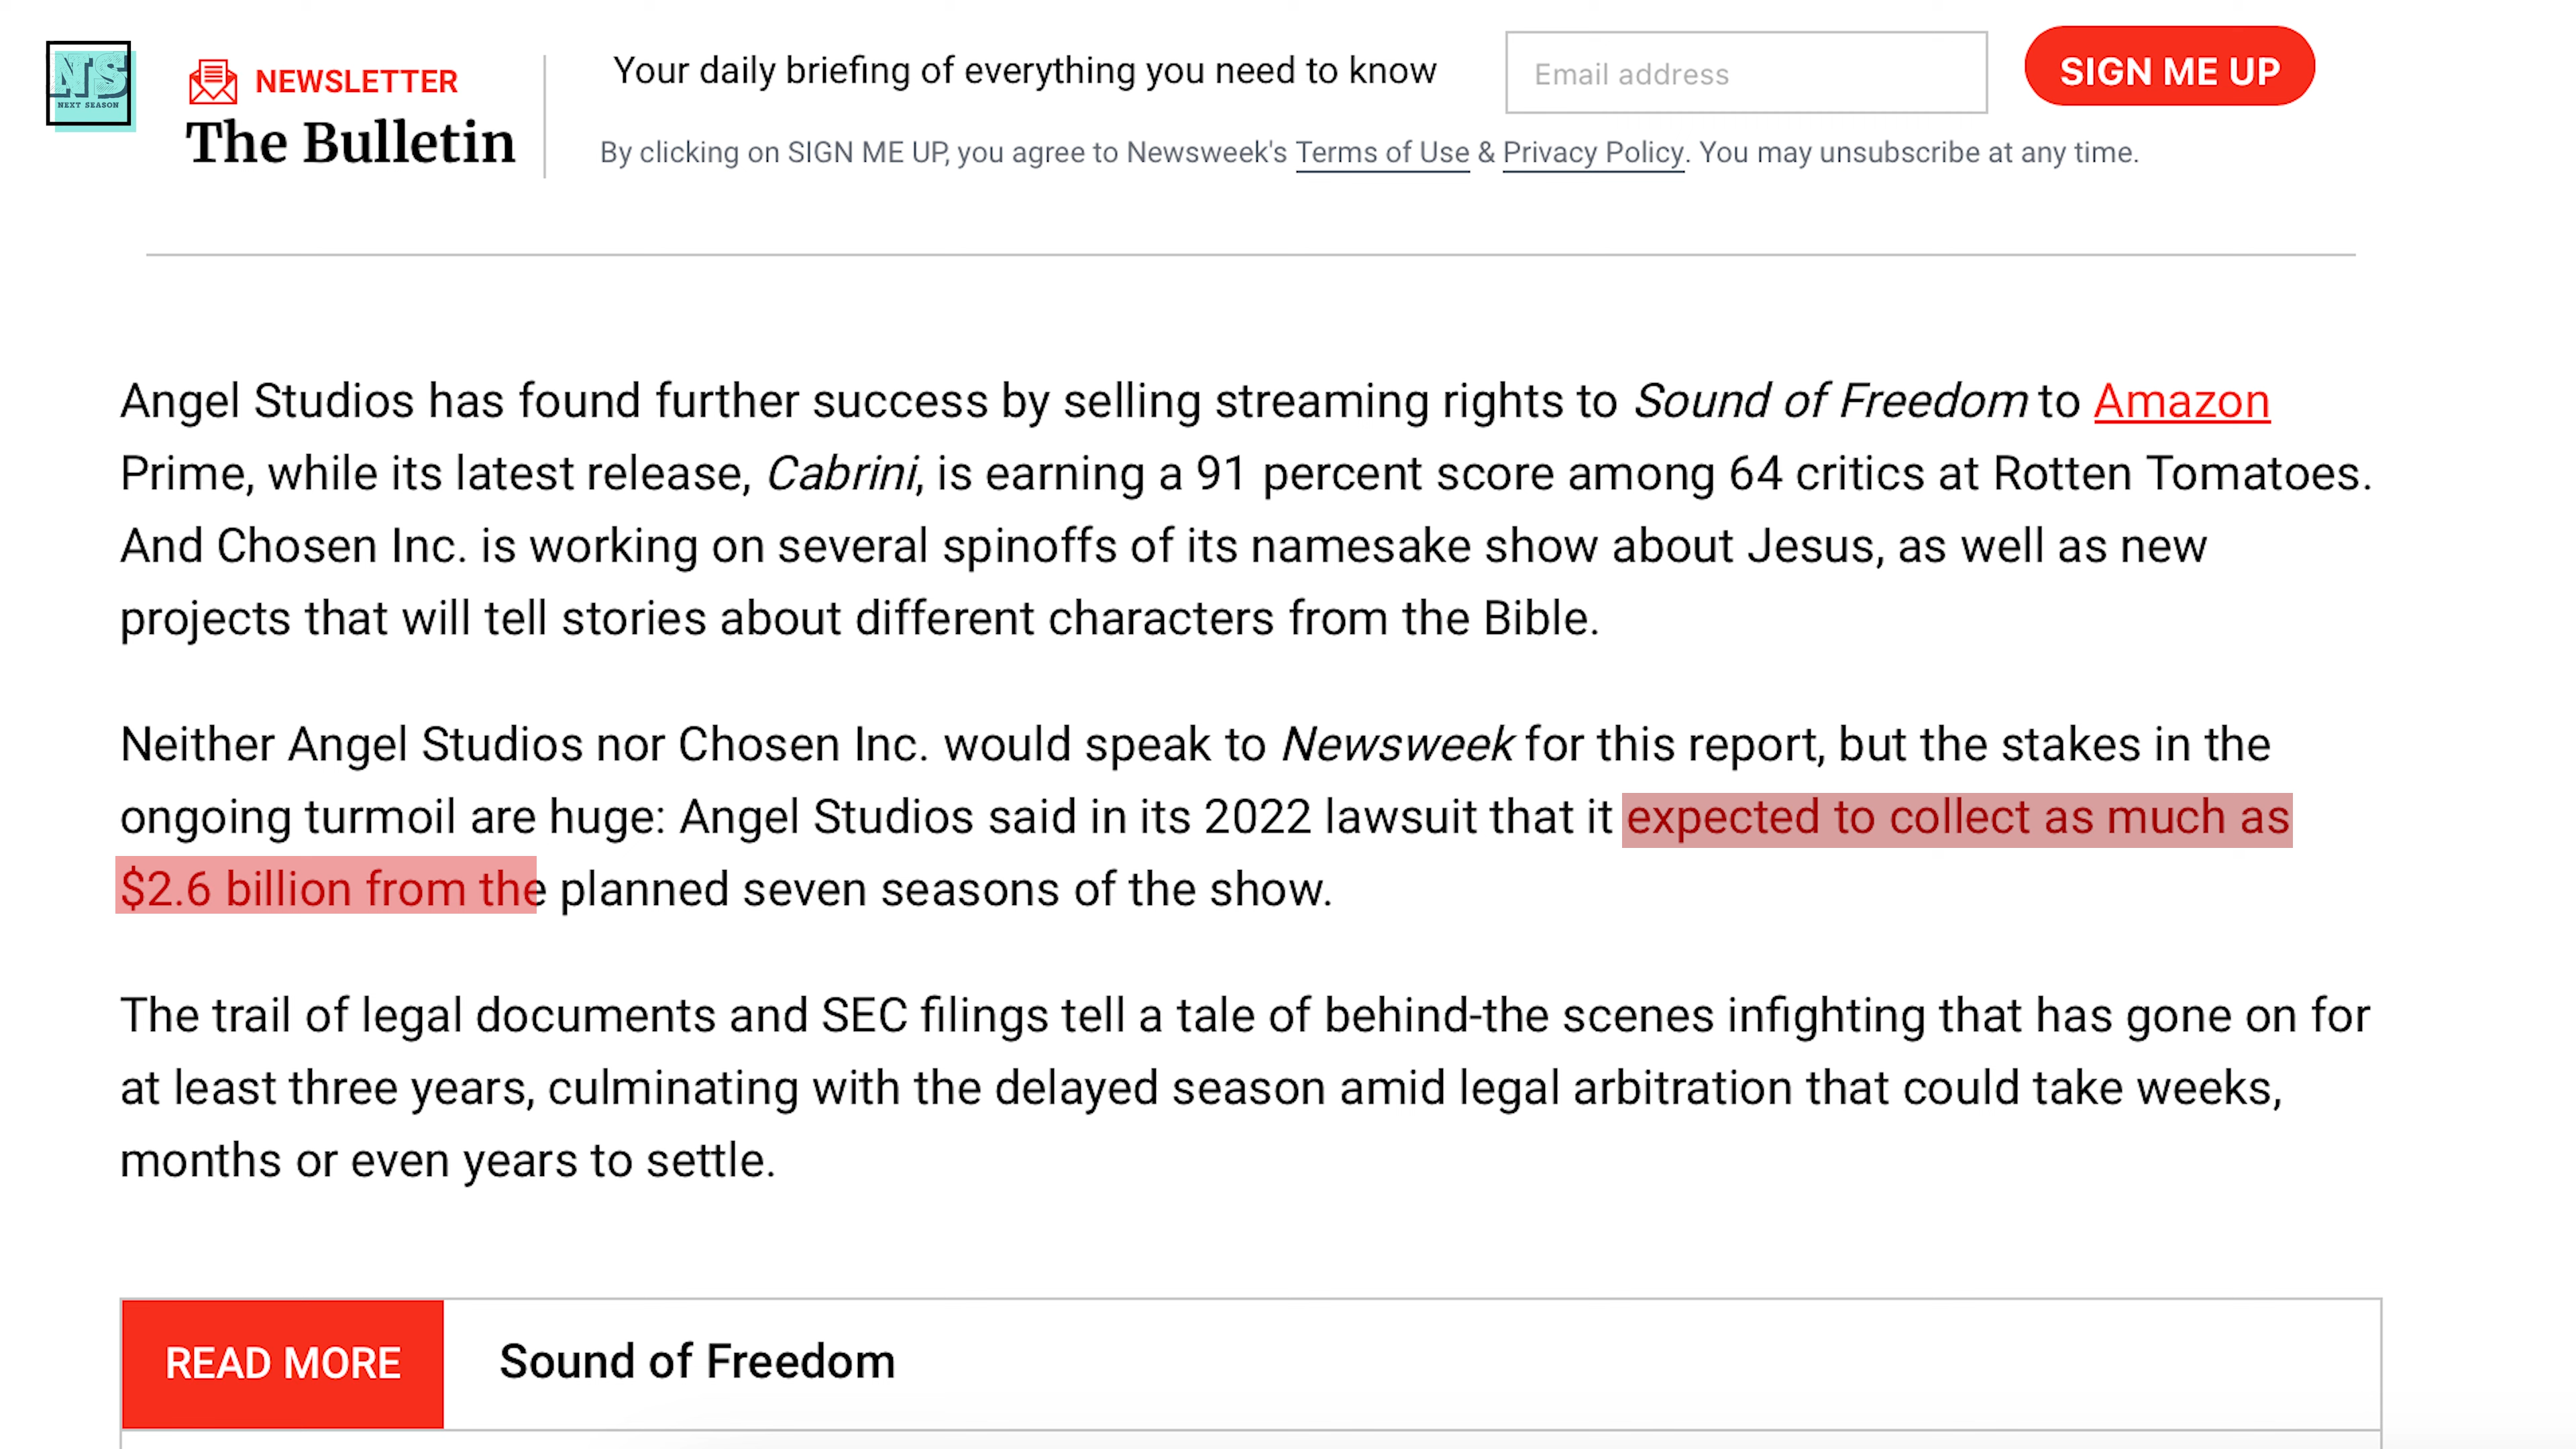 NS
NEXT SEASON
NEWSLETTER
The Bulletin
Your daily briefing of everything you need to know
Email address
SIGN ME UP
By clicking on SIGN ME UP, you agree to Newsweek's Terms of Use & Privacy Policy. You may unsubscribe at any time.
Angel Studios has found further success by selling streaming rights to Sound of Freedom to Amazon
Prime, while its latest release, Cabrini, is earning a 91 percent score among 64 critics at Rotten Tomatoes.
And Chosen Inc. is working on several spinoffs of its namesake show about Jesus, as well as new
projects that will tell stories about different characters from the Bible.
Neither Angel Studios nor Chosen Inc. would speak to Newsweek for this report, but the stakes in the
ongoing turmoil are huge: Angel Studios said in its 2022 lawsuit that it expected to collect as much as
$2.6 billion from the planned seven seasons of the show.
The trail of legal documents and SEC filings tell a tale of behind-the scenes infighting that has gone on for
at least three years, culminating with the delayed season amid legal arbitration that could take weeks,
months or even years to settle.
READ MORE
Sound of Freedom